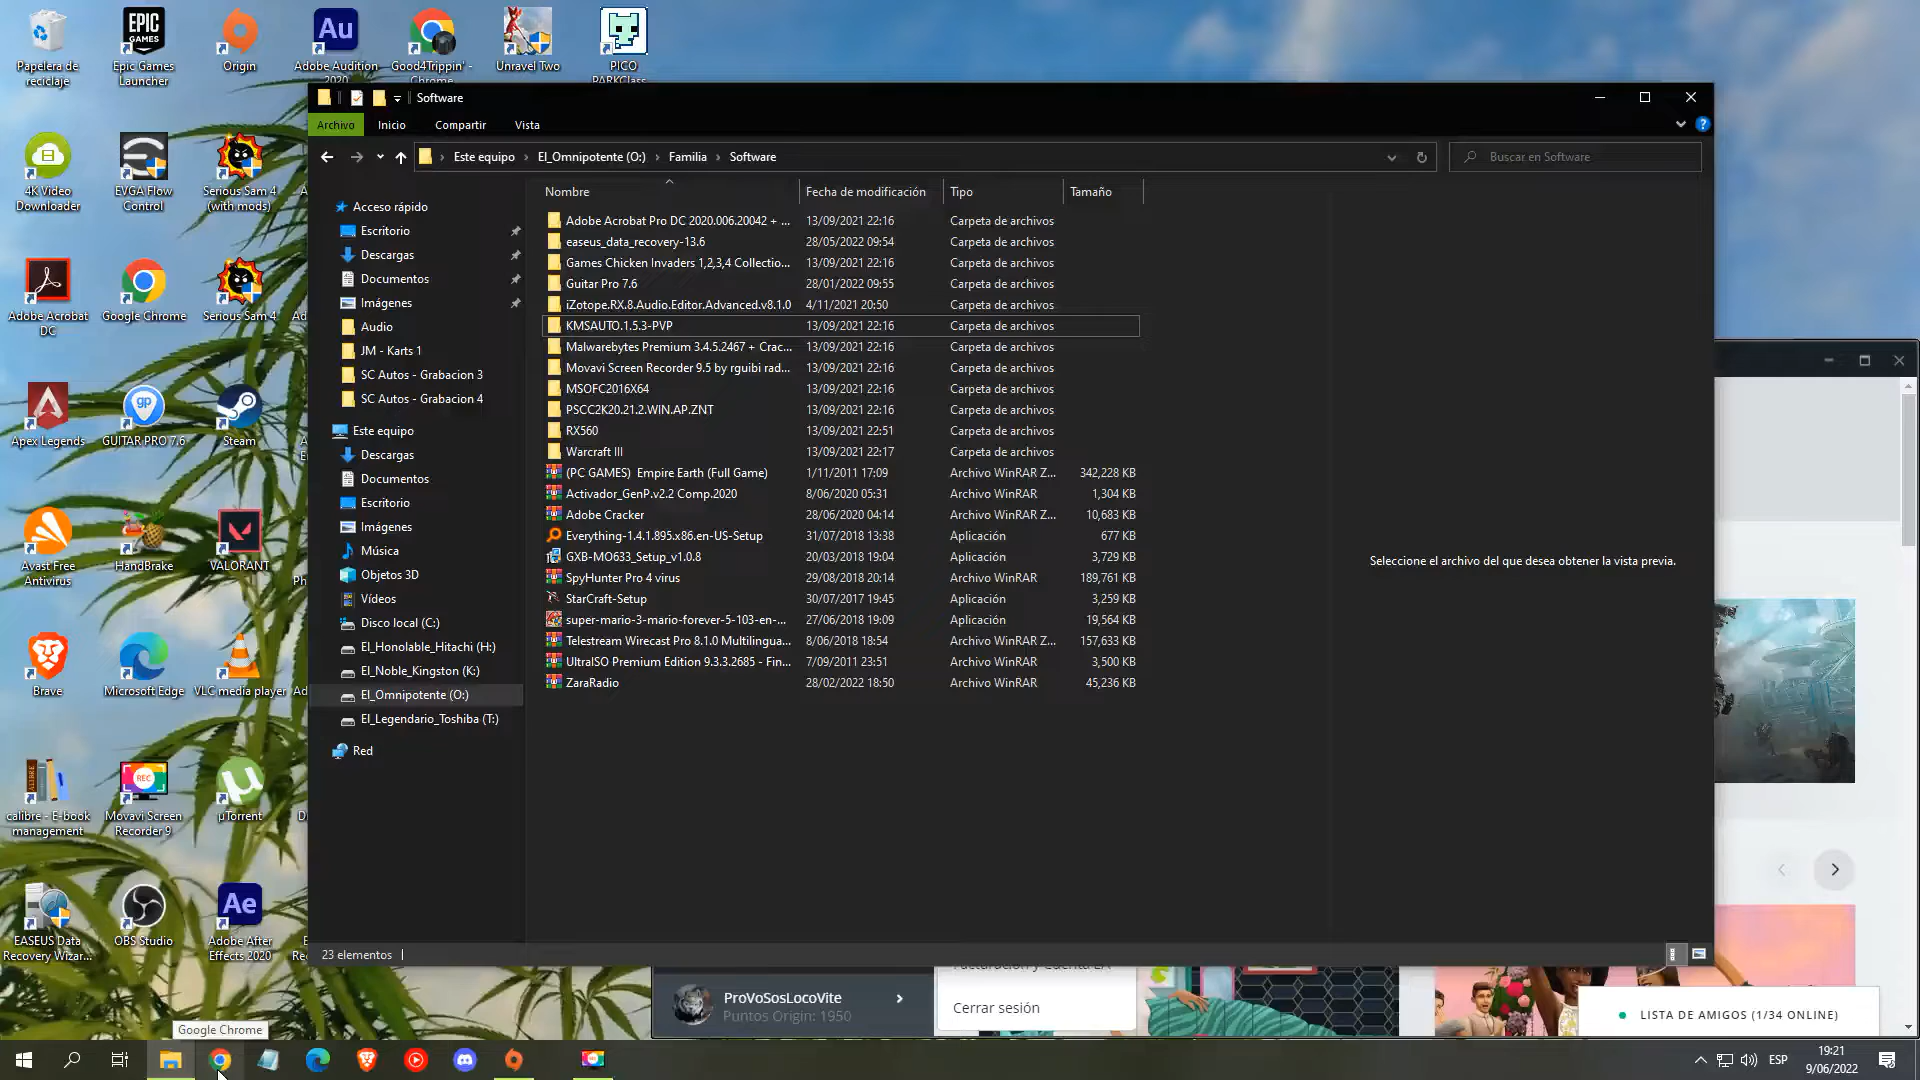 Papelera de
reciclaje
EPIC
GAMES
Epic Games
Launcher
Origin
Au
Adobe Audition
2020
Good4Trippin' -
Chrome
Unravel Two
PICO
PARKClass...
Software
Archivo
Inicio
Compartir
Vista
Este equipo
El_Omnipotente (O:)
Familia
Software
Buscar en Software
4K Video
Downloader
EVGA Flow
Control
Serious Sam 4
(with mods)
Adobe Acrobat
DC
Google Chrome
Serious Sam 4
Apex Legends
gp
GUITAR PRO 7.6
Steam
Avast Free
Antivirus
HandBrake
VALORANT
Brave
Microsoft Edge
VLC media player
CALIBRE
calibre - E-book
management
REC
Movavi Screen
Recorder 9
µTorrent
EASEUS Data
Recovery Wizar...
OBS Studio
Ae
Adobe After
Effects 2020
Acceso rápido
Escritorio
Descargas
Documentos
Imágenes
Audio
JM - Karts 1
SC Autos - Grabacion 3
SC Autos - Grabacion 4
Este equipo
Descargas
Documentos
Escritorio
Imágenes
Música
Objetos 3D
Vídeos
Disco local (C:)
El_Honolable_Hitachi (H:)
El_Noble_Kingston (K:)
El_Omnipotente (O:)
El_Legendario_Toshiba (T:)
Red
Nombre Fecha de modificación Tipo Tamaño
Adobe Acrobat Pro DC 2020.006.20042 + ... 13/09/2021 22:16 Carpeta de archivos
easeus_data_recovery-13.6 28/05/2022 09:54 Carpeta de archivos
Games Chicken Invaders 1,2,3,4 Collectio... 13/09/2021 22:16 Carpeta de archivos
Guitar Pro 7.6 28/01/2022 09:55 Carpeta de archivos
iZotope.RX.8.Audio.Editor.Advanced.v8.1.0 4/11/2021 20:50 Carpeta de archivos
KMSAUTO.1.5.3-PVP 13/09/2021 22:16 Carpeta de archivos
Malwarebytes Premium 3.4.5.2467 + Crac... 13/09/2021 22:16 Carpeta de archivos
Movavi Screen Recorder 9.5 by rguibi rad... 13/09/2021 22:16 Carpeta de archivos
MSOFC2016X64 13/09/2021 22:16 Carpeta de archivos
PSCC2K20.21.2.WIN.AP.ZNT 13/09/2021 22:16 Carpeta de archivos
RX560 13/09/2021 22:51 Carpeta de archivos
Warcraft III 13/09/2021 22:17 Carpeta de archivos
(PC GAMES) Empire Earth (Full Game) 1/11/2011 17:09 Archivo WinRAR Z... 342,228 KB
Activador_GenP.v2.2 Comp.2020 8/06/2020 05:31 Archivo WinRAR 1,304 KB
Adobe Cracker 28/06/2020 04:14 Archivo WinRAR Z... 10,683 KB
Everything-1.4.1.895.x86.en-US-Setup 31/07/2018 13:38 Aplicación 677 KB
GXB-MO633_Setup_v1.0.8 20/03/2018 19:04 Aplicación 3,729 KB
SpyHunter Pro 4 virus 29/08/2018 20:14 Archivo WinRAR 189,761 KB
StarCraft-Setup 30/07/2017 19:45 Aplicación 3,259 KB
super-mario-3-mario-forever-5-103-en-... 27/06/2018 19:09 Aplicación 19,564 KB
Telestream Wirecast Pro 8.1.0 Multilingua... 8/06/2018 18:54 Archivo WinRAR Z... 157,633 KB
UltraISO Premium Edition 9.3.3.2685 - Fin... 7/09/2011 23:51 Archivo WinRAR 3,500 KB
ZaraRadio 28/02/2022 18:50 Archivo WinRAR 45,236 KB
Seleccione el archivo del que desea obtener la vista previa.
23 elementos
ProVoSosLocoVite
Puntos Origin: 1950
Cerrar sesión
LISTA DE AMIGOS (1/34 ONLINE)
Google Chrome
ESP
19:21
9/06/2022